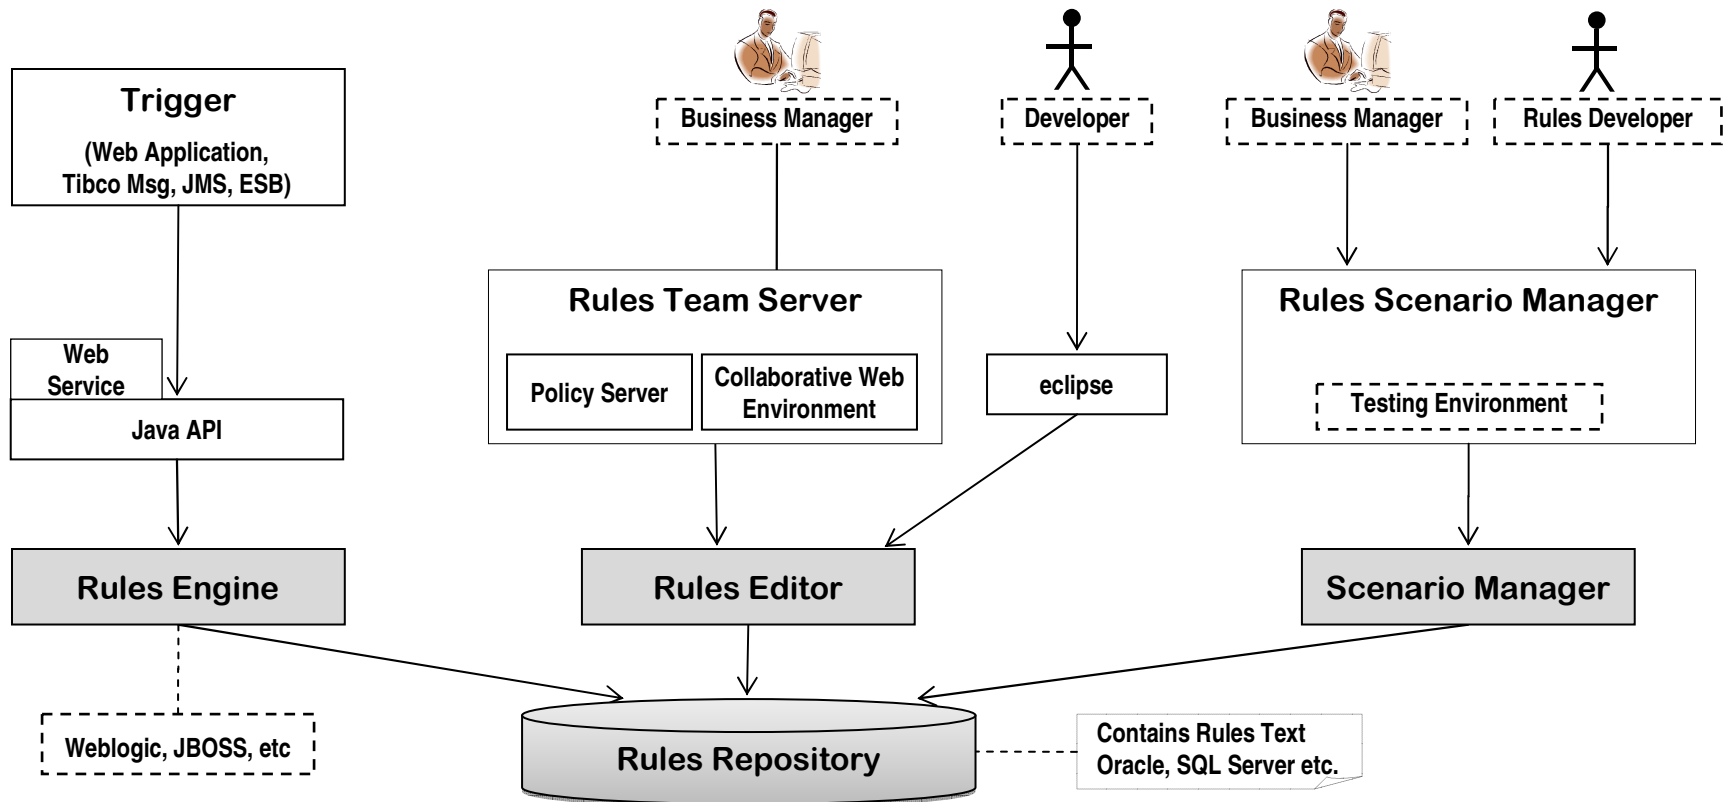 Trigger
(Web Application,
Tibco Msg, JMS, ESB)
Business Manager
Developer
Business Manager
Rules Developer
Rules Team Server
Rules Scenario Manager
Web
Service
Java API
Policy Server
Collaborative Web
Environment
eclipse
Testing Environment
Rules Engine
Rules Editor
Scenario Manager
Weblogic, JBOSS, etc
Rules Repository
Contains Rules Text
Oracle, SQL Server etc.